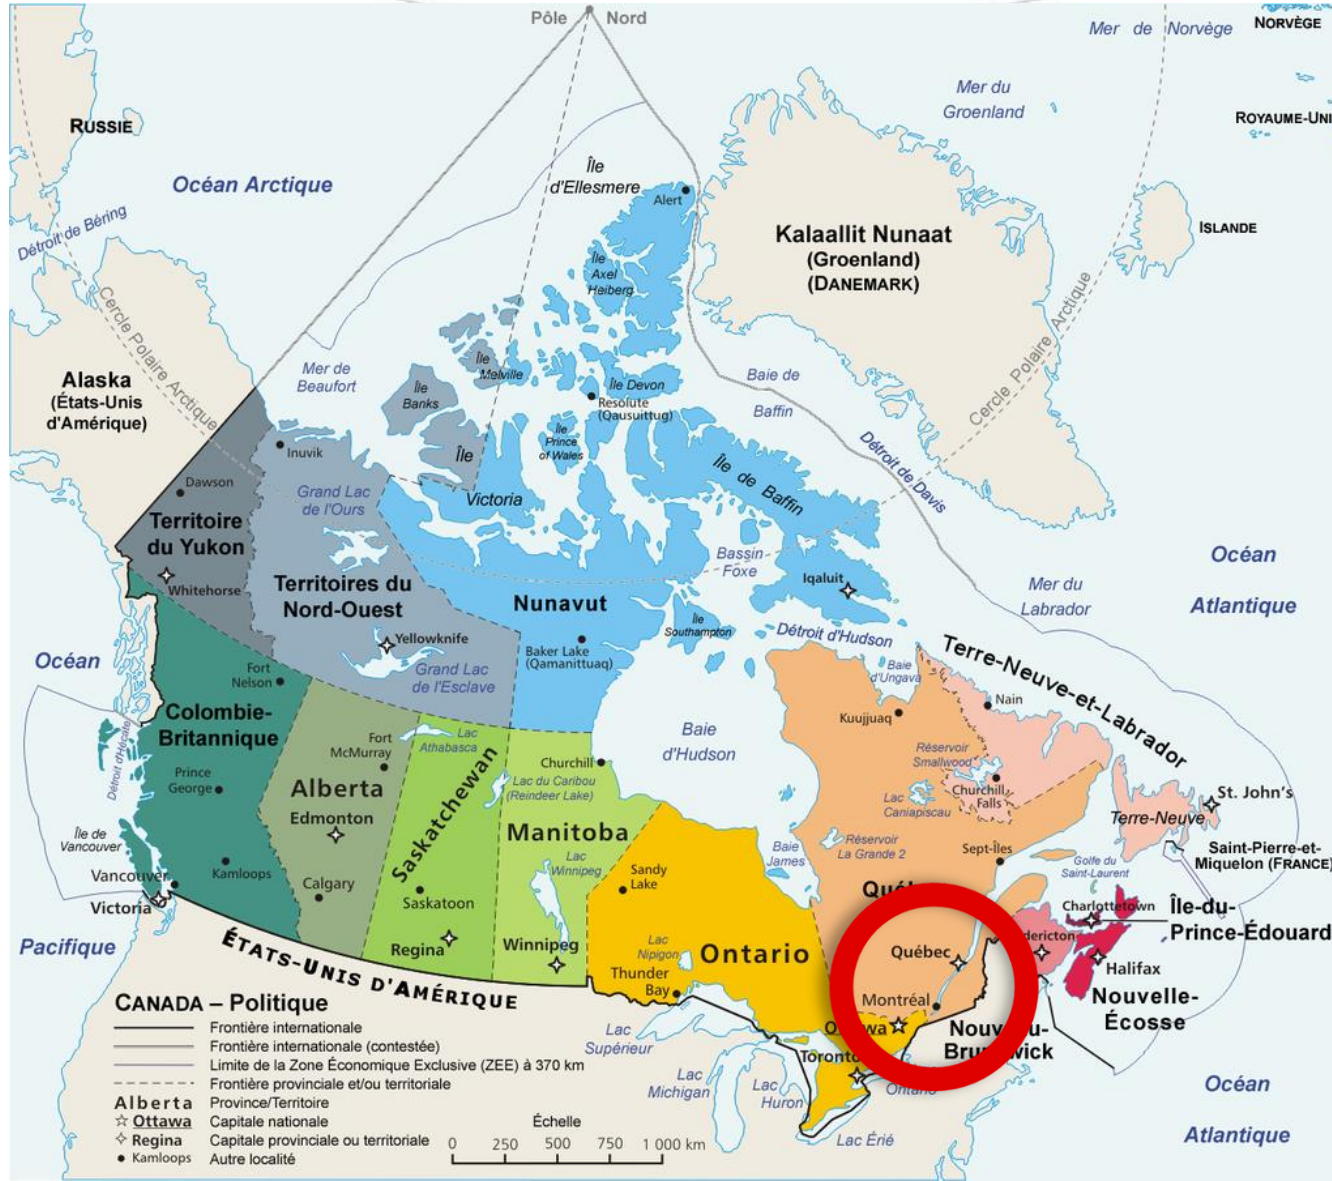 Pôle Nord
Mer de Norvège
NORVÈGE
Mer du
Groenland
ROYAUME-UNI
RUSSIE
Océan Arctique
Île
d'Ellesmere
Alert
Détroit de Béring
ISLANDE
Kalaallit Nunaat
(Groenland)
(DANEMARK)
Île
Axel
Heiberg
Cercle Polaire Arctique
Cercle Polaire Arctique
Mer de
Beaufort
Île
Melville
Île
Banks
Île Devon
Resolute
(Qausuittuq)
Baie de
Baffin
Alaska
(États-Unis
d'Amérique)
Île
Prince
of Wales
Île
Victoria
Île de Baffin
Détroit de Davis
Inuvik
Dawson
Grand Lac
de l'Ours
Territoire
du Yukon
Whitehorse
Territoires du
Nord-Ouest
Yellowknife
Grand Lac
de l'Esclave
Nunavut
Baker Lake
(Qamanittuaq)
Bassin
Foxe
Iqaluit
Île
Southampton
Détroit d'Hudson
Mer du
Labrador
Océan
Atlantique
Océan
Pacifique
Fort
Nelson
Colombie-
Britannique
Prince
George
Détroit d'Hécate
Île de
Vancouver
Vancouver
Victoria
Kamloops
Fort
McMurray
Alberta
Edmonton
Calgary
Lac
Athabasca
Saskatchewan
Saskatoon
Regina
Churchill
Lac du Caribou
(Reindeer Lake)
Manitoba
Lac
Winnipeg
Winnipeg
Baie
d'Hudson
Baie
d'Ungava
Kuujjuaq
Nain
Terre-Neuve-et-Labrador
Réservoir
Smallwood
Churchill
Falls
Lac
Caniapiscau
Réservoir
La Grande 2
Baie
James
Sept-Îles
St. John's
Terre-Neuve
Saint-Pierre-et-
Miquelon (FRANCE)
Golfe du
Saint-Laurent
Sandy
Lake
Lac
Nipigon
Thunder
Bay
Ontario
Québec
Montréal
Ottawa
Toronto
Charlottetown
Île-du-
Prince-Édouard
Halifax
Nouvelle-
Écosse
ÉTATS-UNIS D'AMÉRIQUE
Lac
Supérieur
Lac
Michigan
Lac
Huron
Ontario
Lac Érié
Océan
Atlantique
CANADA – Politique
Frontière internationale
Frontière internationale (contestée)
Limite de la Zone Économique Exclusive (ZEE) à 370 km
Frontière provinciale et/ou territoriale
Alberta Province/Territoire
Ottawa Capitale nationale
Regina Capitale provinciale ou territoriale
Kamloops Autre localité
Échelle
0 250 500 750 1 000 km